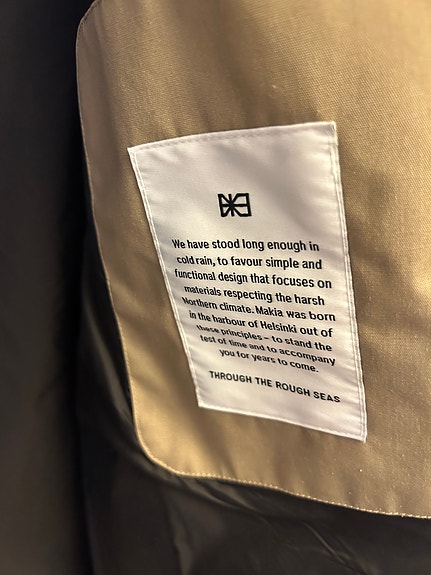 We have stood long enough in
cold rain, to favour simple and
functional design that focuses on
materials respecting the harsh
Northern climate. Makia was born
in the harbour of Helsinki out of
these principles – to stand the
test of time and to accompany
you for years to come.
THROUGH THE ROUGH SEAS